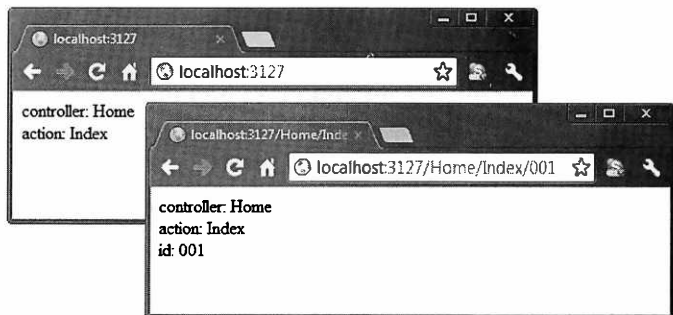 localhost:3127
localhost:3127
controller: Home
action: Index
localhost:3127/Home/Inde
localhost:3127/Home/Index/001
controller: Home
action: Index
id: 001